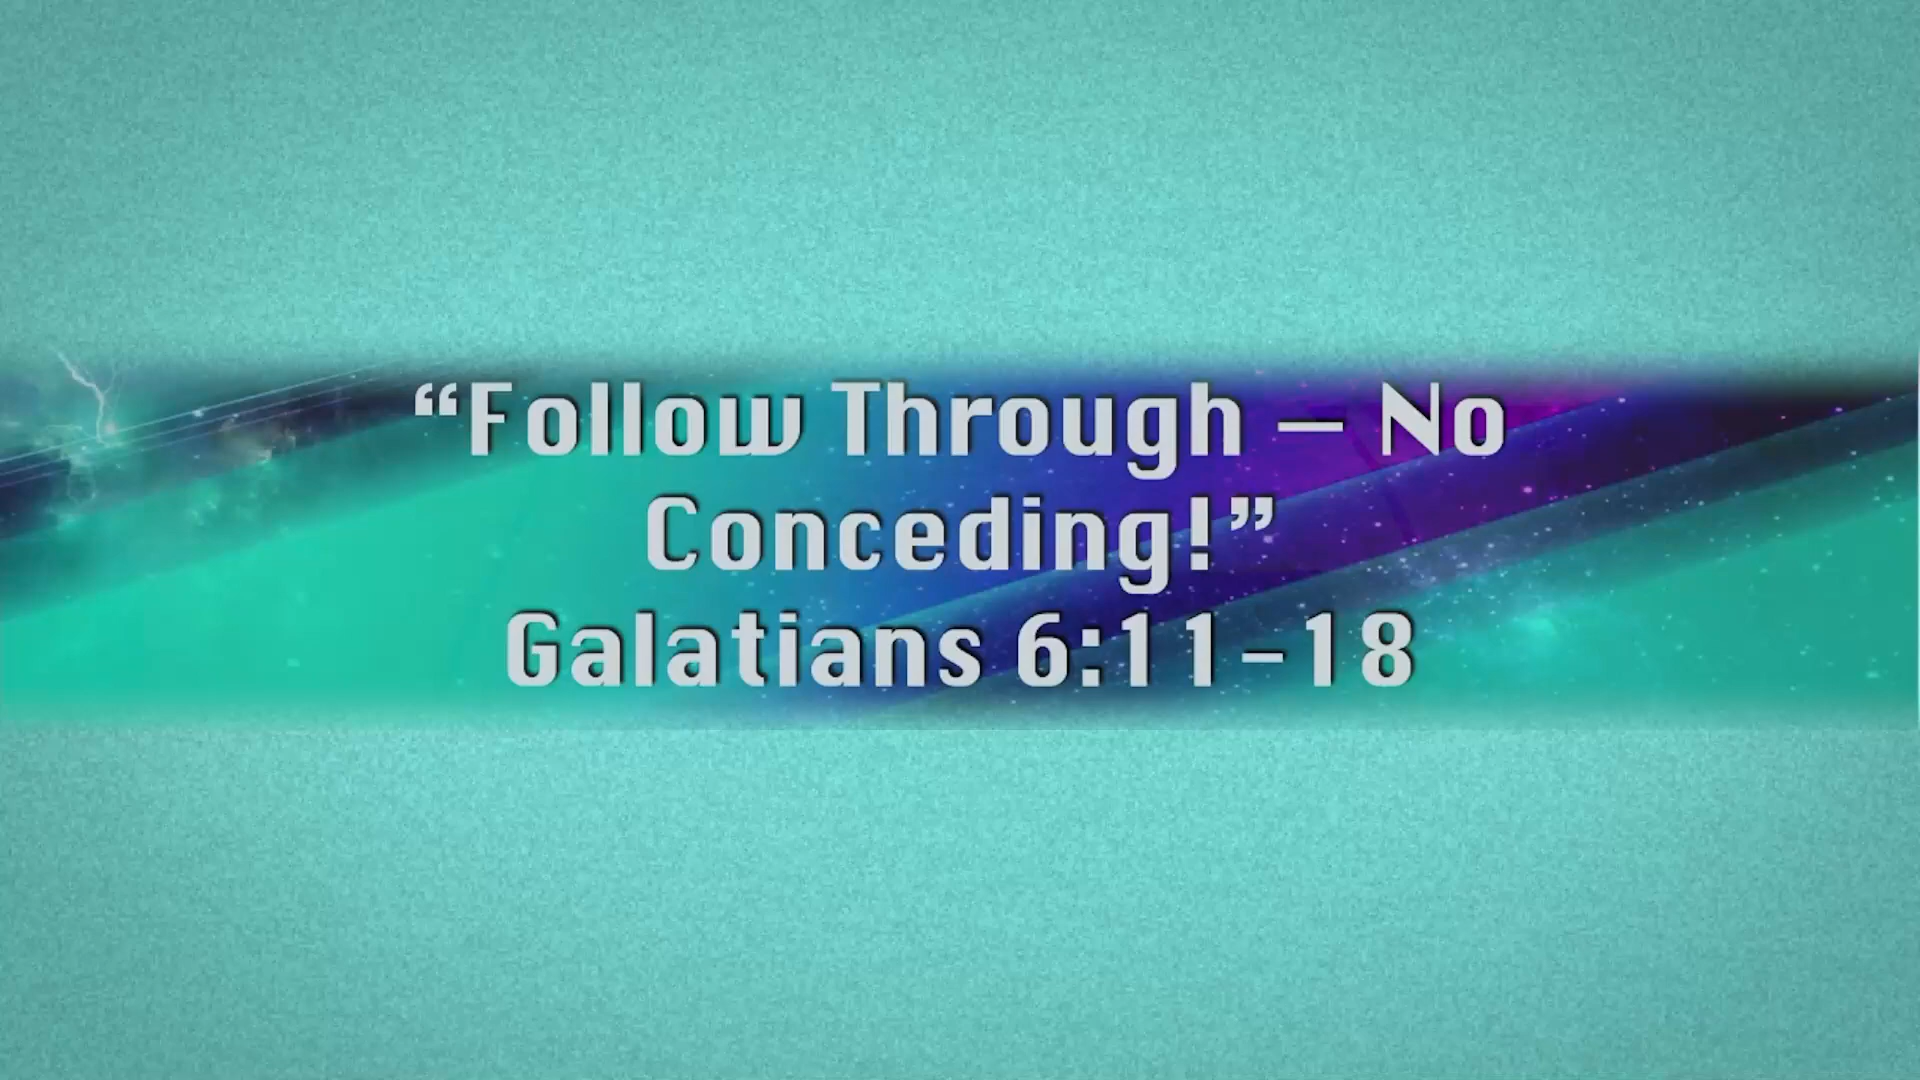 “Follow Through – No
Conceding!”
Galatians 6:11-18